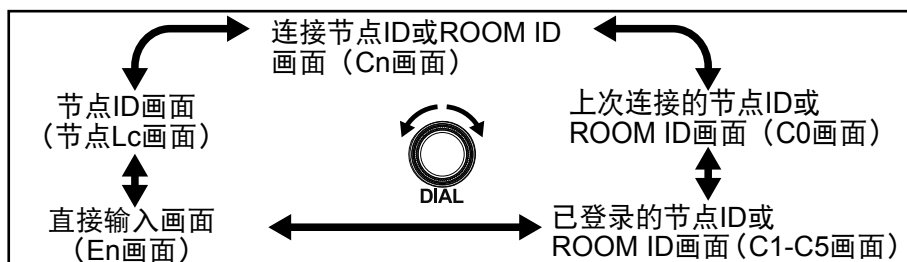 连接节点ID或ROOM ID
画面（Cn画面）
节点ID画面
（节点Lc画面）
上次连接的节点ID或
ROOM ID画面（C0画面）
DIAL
直接输入画面
（En画面）
已登录的节点ID或
ROOM ID画面（C1-C5画面）